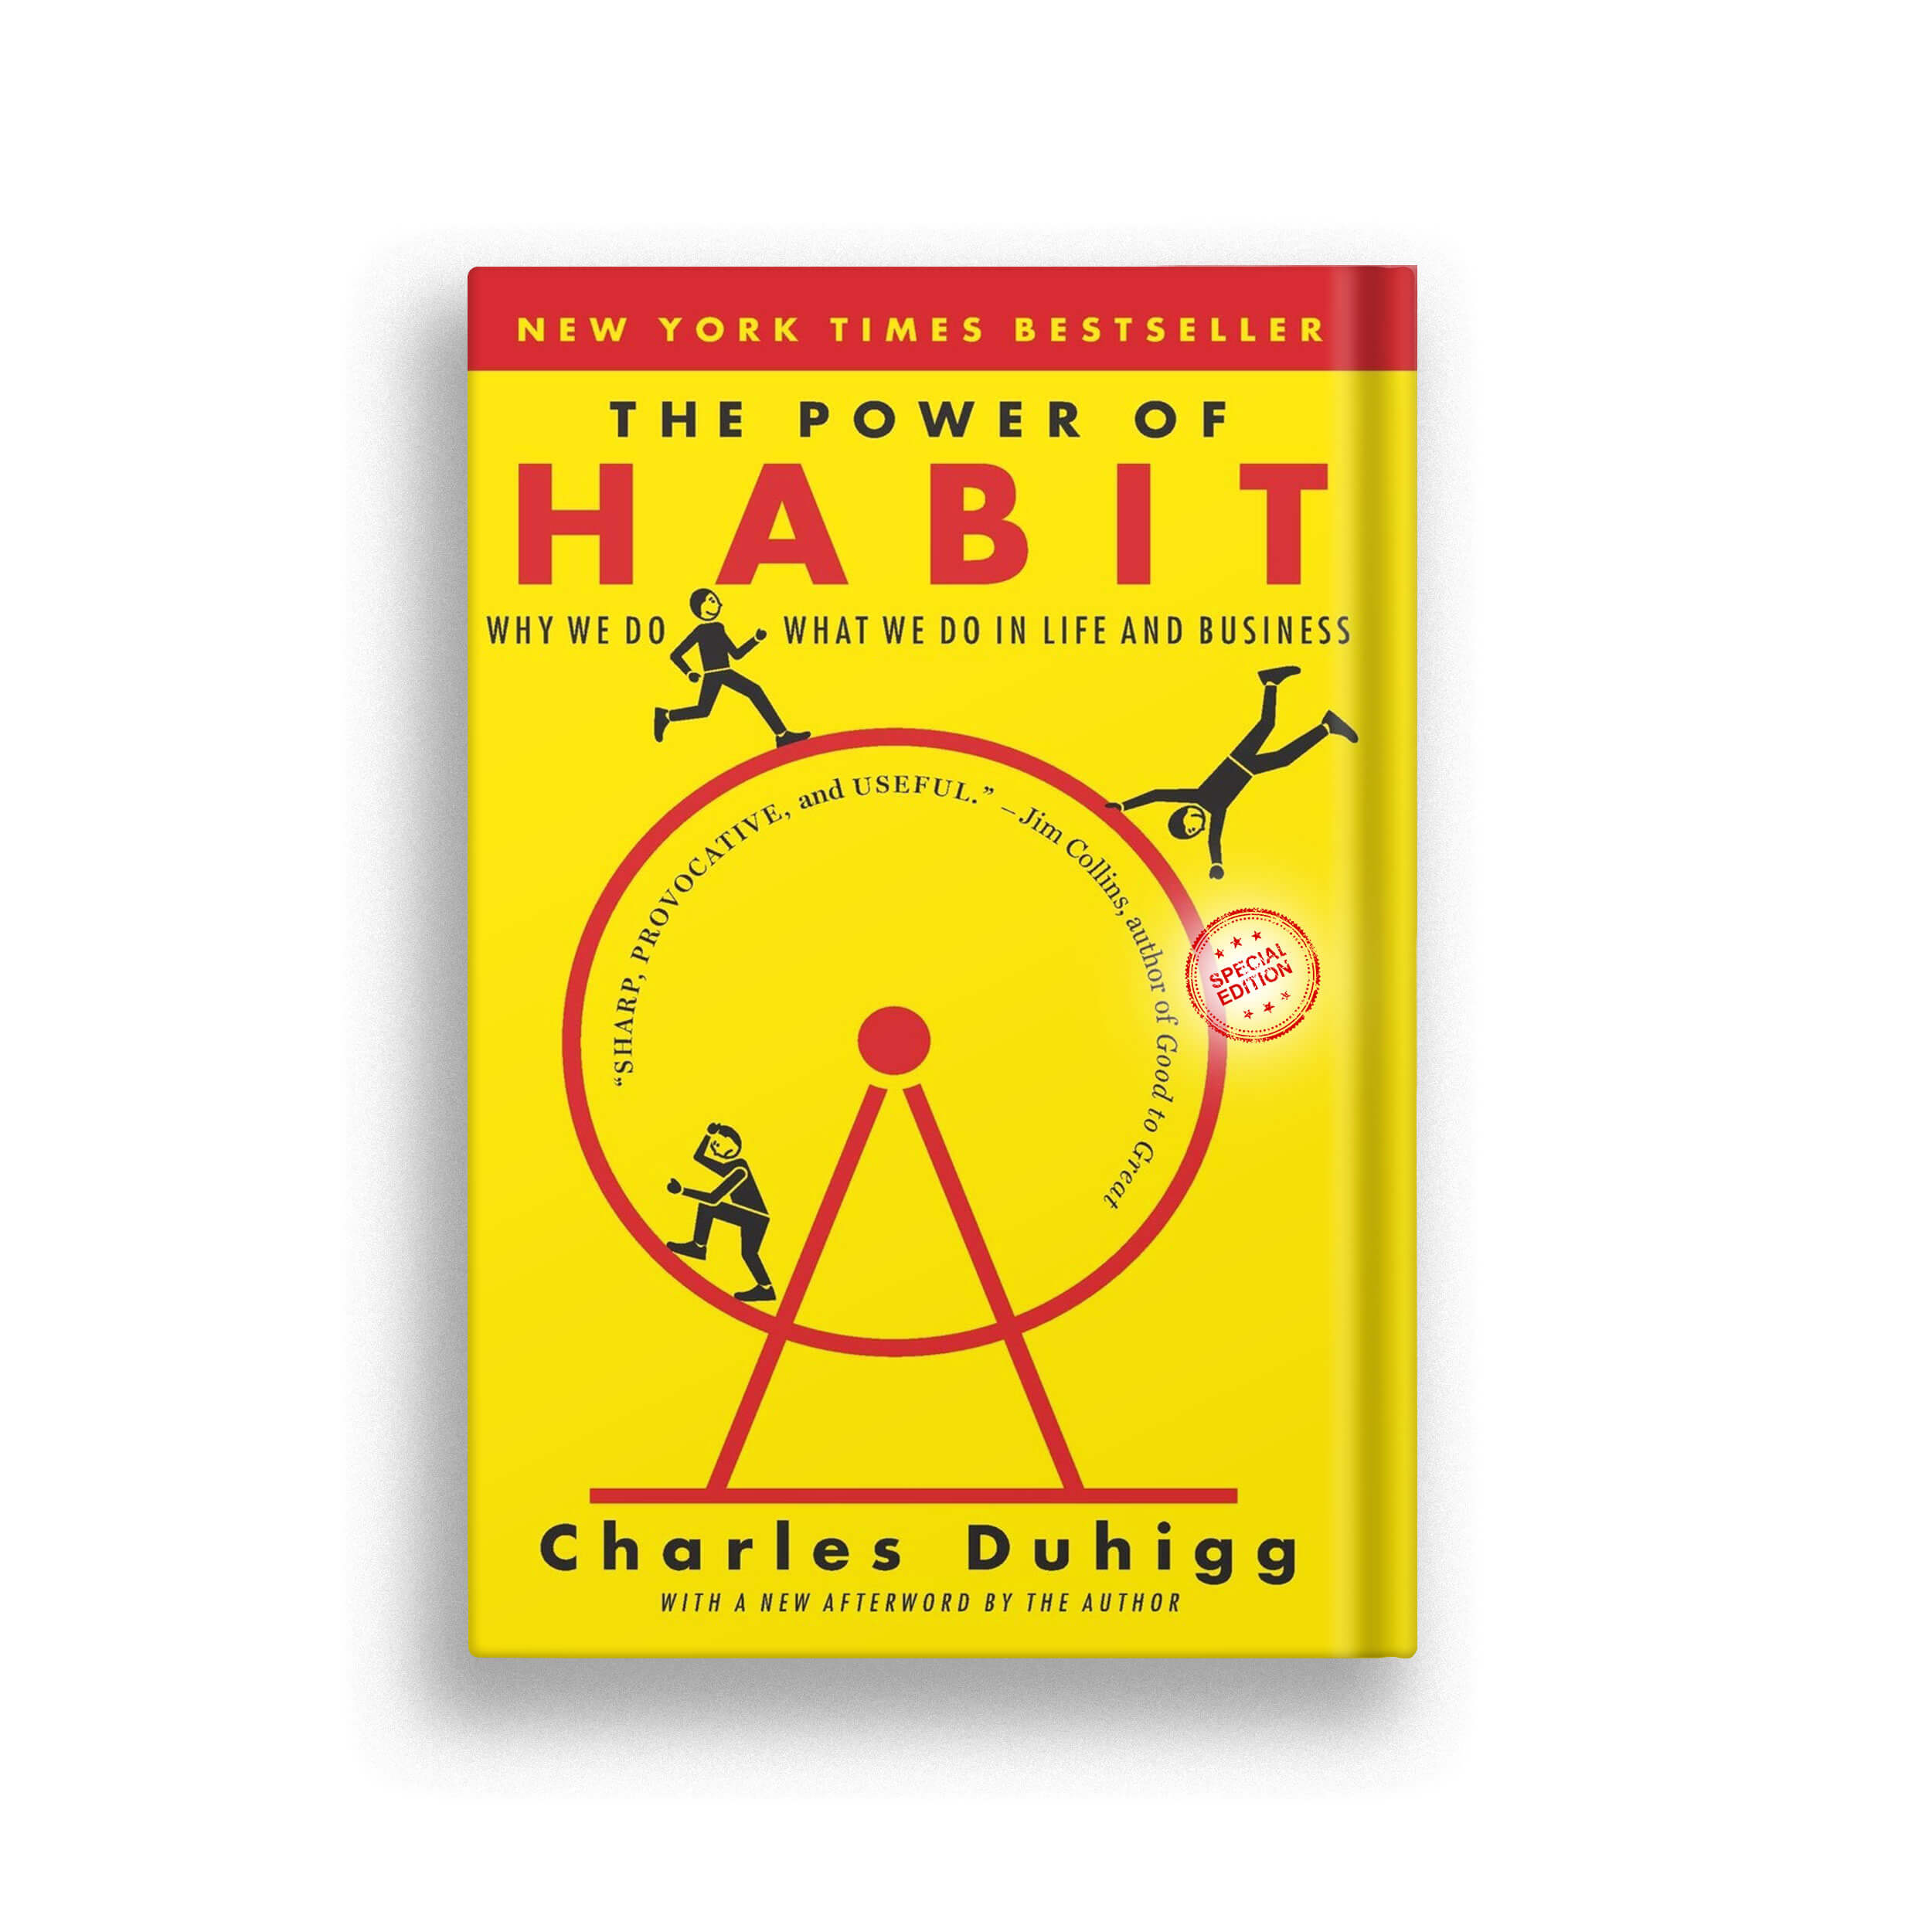 NEW YORK TIMES BESTSELLER
THE POWER OF
HABIT
WHY WE DO WHAT WE DO IN LIFE AND BUSINESS
“SHARP, PROVOCATIVE, and USEFUL.” – Jim Collins, author of Good to Great
SPECIAL
EDITION
Charles Duhigg
WITH A NEW AFTERWORD BY THE AUTHOR